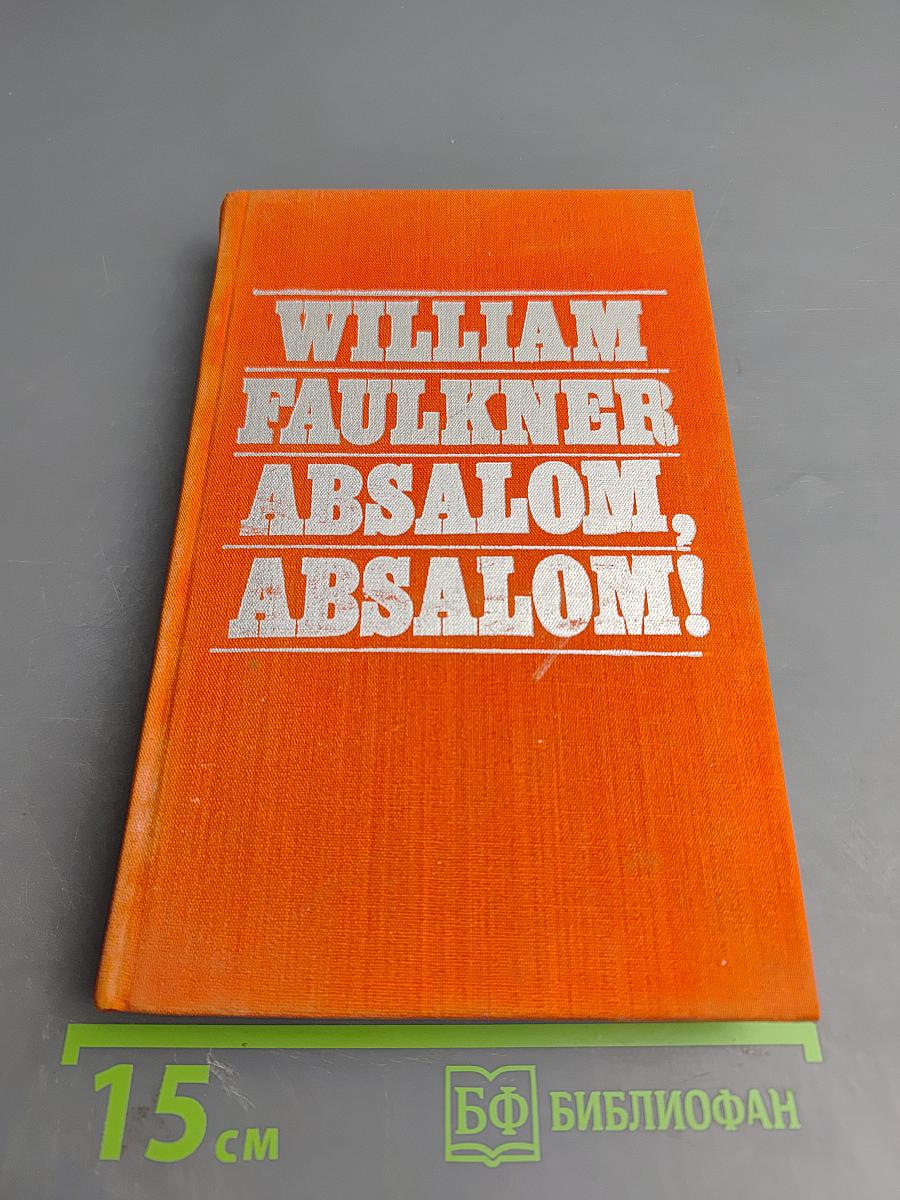 WILLIAM
FAULKNER
ABSALOM,
ABSALOM!
15 см
БФ БИБЛИОФАН